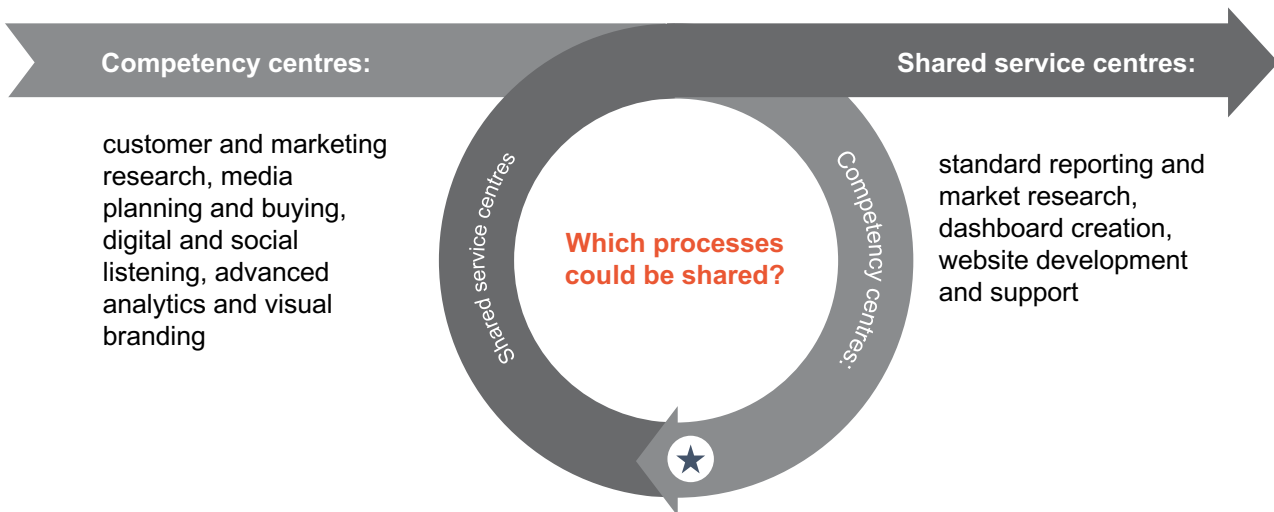 Competency centres:
customer and marketing
research, media
planning and buying,
digital and social
listening, advanced
analytics and visual
branding
Shared service centres
Which processes
could be shared?
Competency centres:
Shared service centres:
standard reporting and
market research,
dashboard creation,
website development
and support